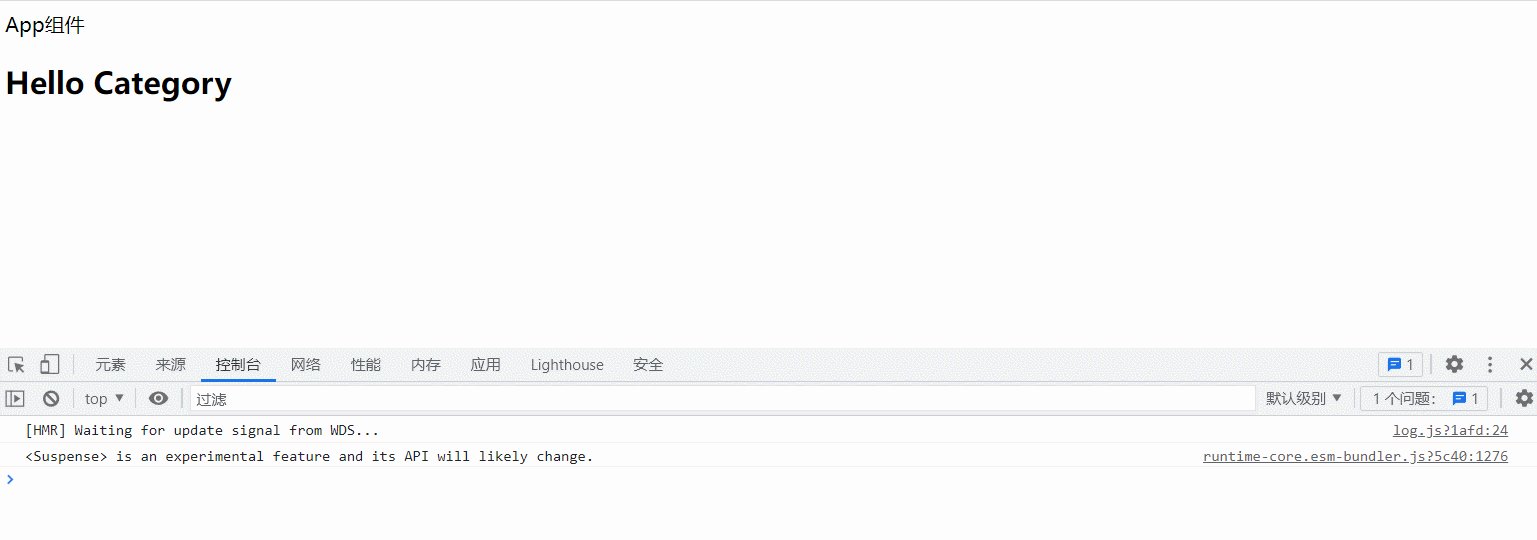 App组件
Hello Category
元素 来源 控制台 网络 性能 内存 应用 Lighthouse 安全 1
top ▼ 过滤 默认级别 ▼ 1 个问题： 1
[HMR] Waiting for update signal from WDS... log.js?1afd:24
<Suspense> is an experimental feature and its API will likely change. runtime-core.esm-bundler.js?5c40:1276